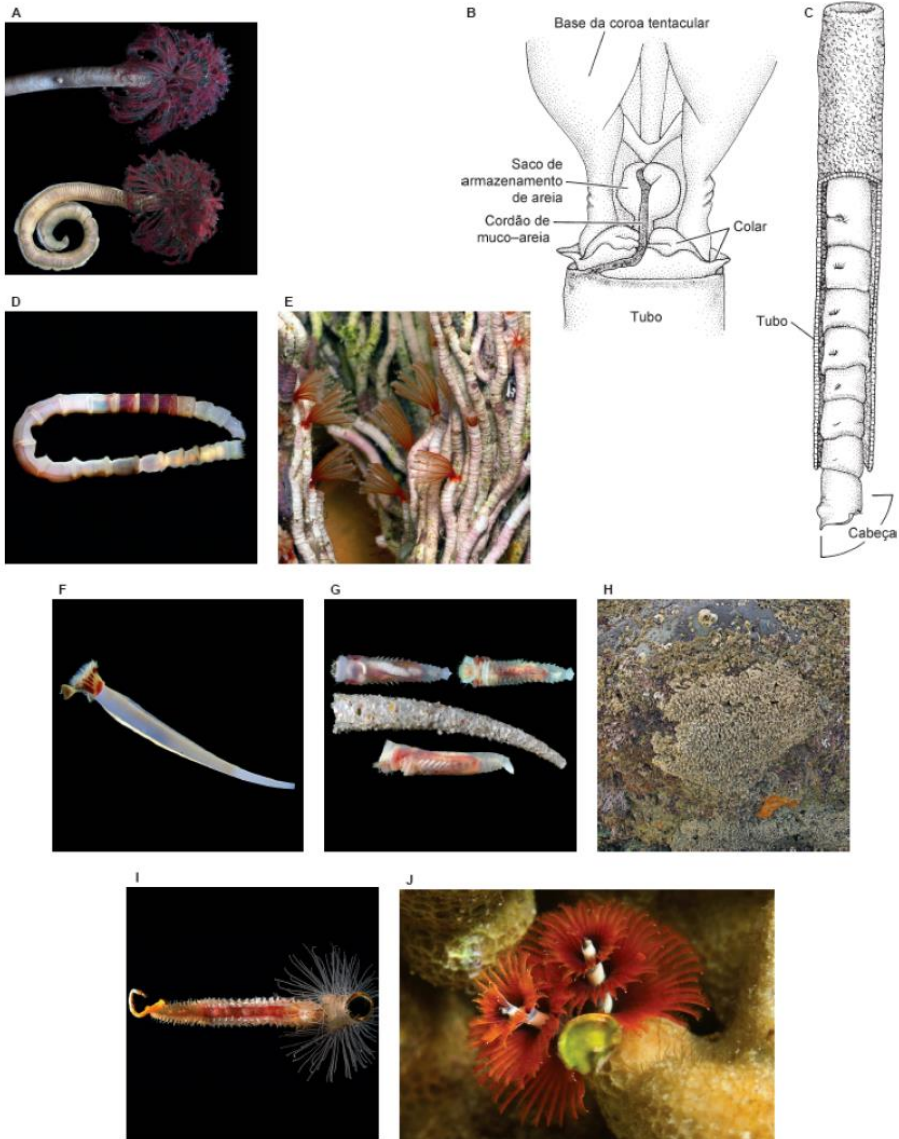 A
B
Base da coroa tentacular
Saco de
armazenamento
de areia
Cordão de
muco–areia
Colar
Tubo
C
Tubo
Cabeça
D
E
F
G
H
I
J